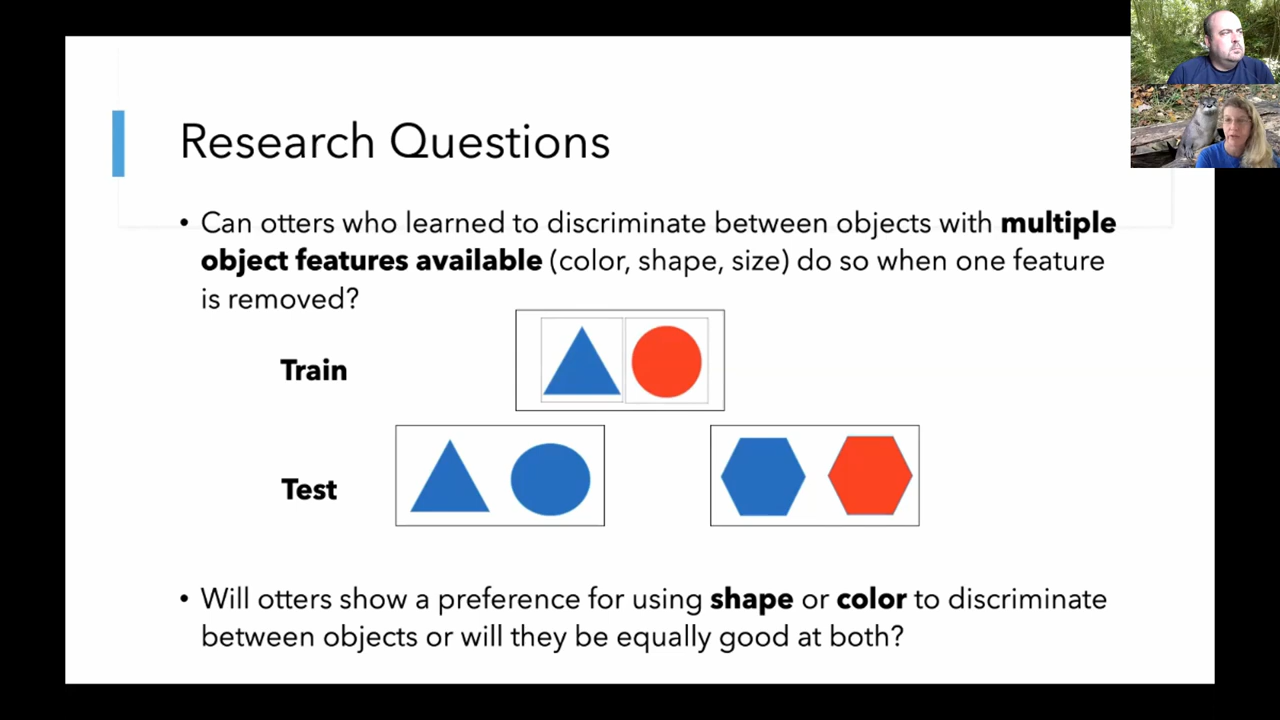 Research Questions
• Can otters who learned to discriminate between objects with multiple
object features available (color, shape, size) do so when one feature
is removed?
Train
Test
• Will otters show a preference for using shape or color to discriminate
between objects or will they be equally good at both?